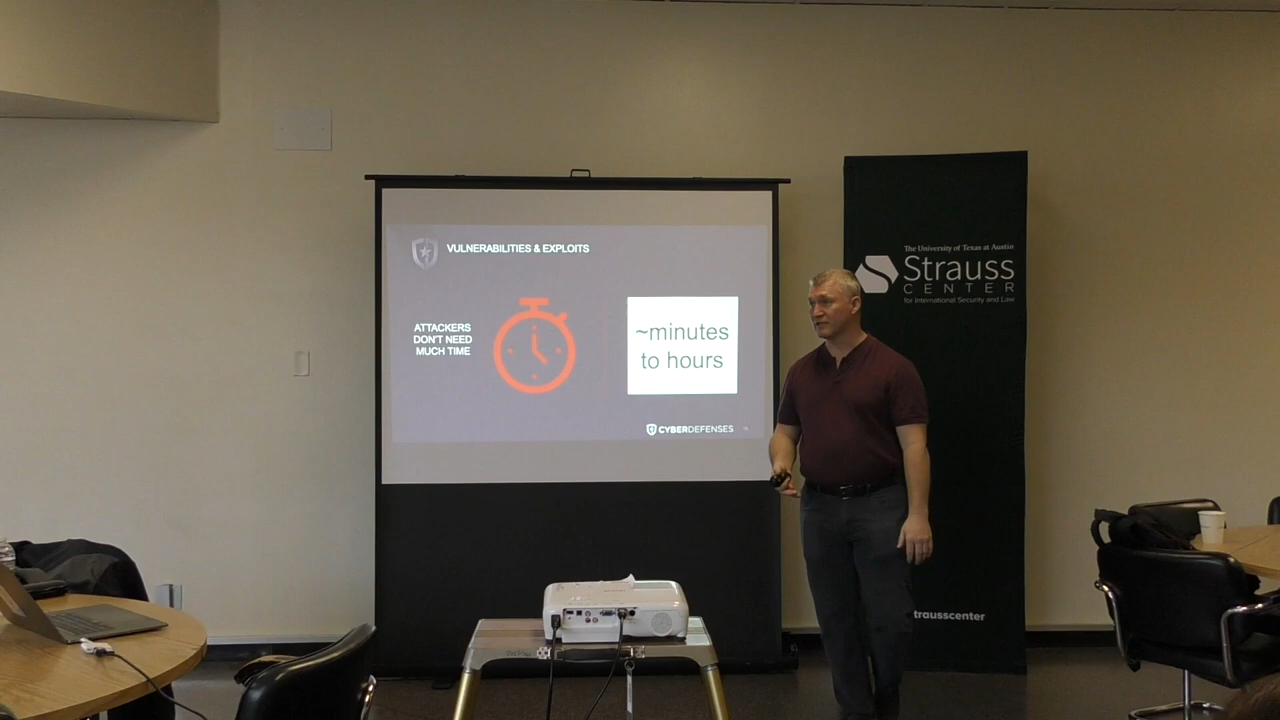 VULNERABILITIES & EXPLOITS
ATTACKERS
DON'T NEED
MUCH TIME
~minutes
to hours
CYBERDEFENSES
The University of Texas at Austin
Strauss
CENTER
for International Security and Law
trausscenter